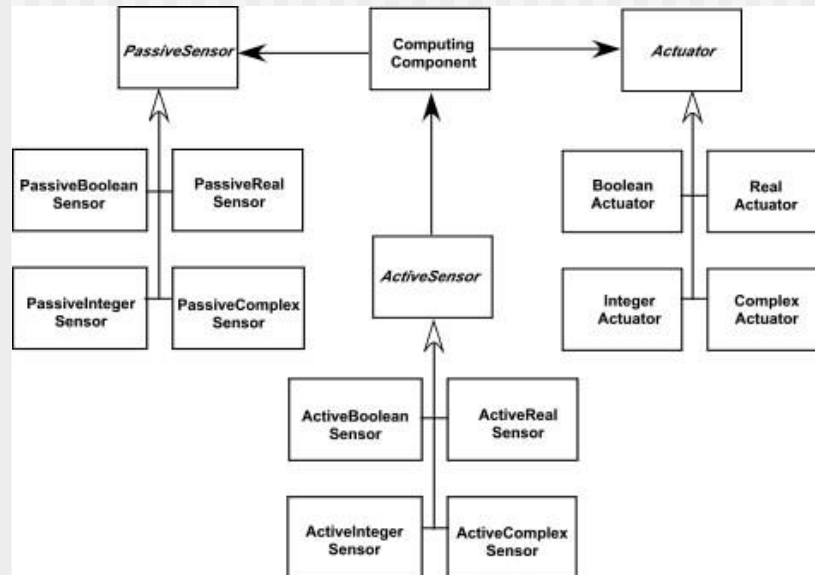 PassiveSensor
Computing
Component
Actuator
PassiveBoolean
Sensor
PassiveReal
Sensor
Boolean
Actuator
Real
Actuator
PassiveInteger
Sensor
PassiveComplex
Sensor
ActiveSensor
Integer
Actuator
Complex
Actuator
ActiveBoolean
Sensor
ActiveReal
Sensor
ActiveInteger
Sensor
ActiveComplex
Sensor